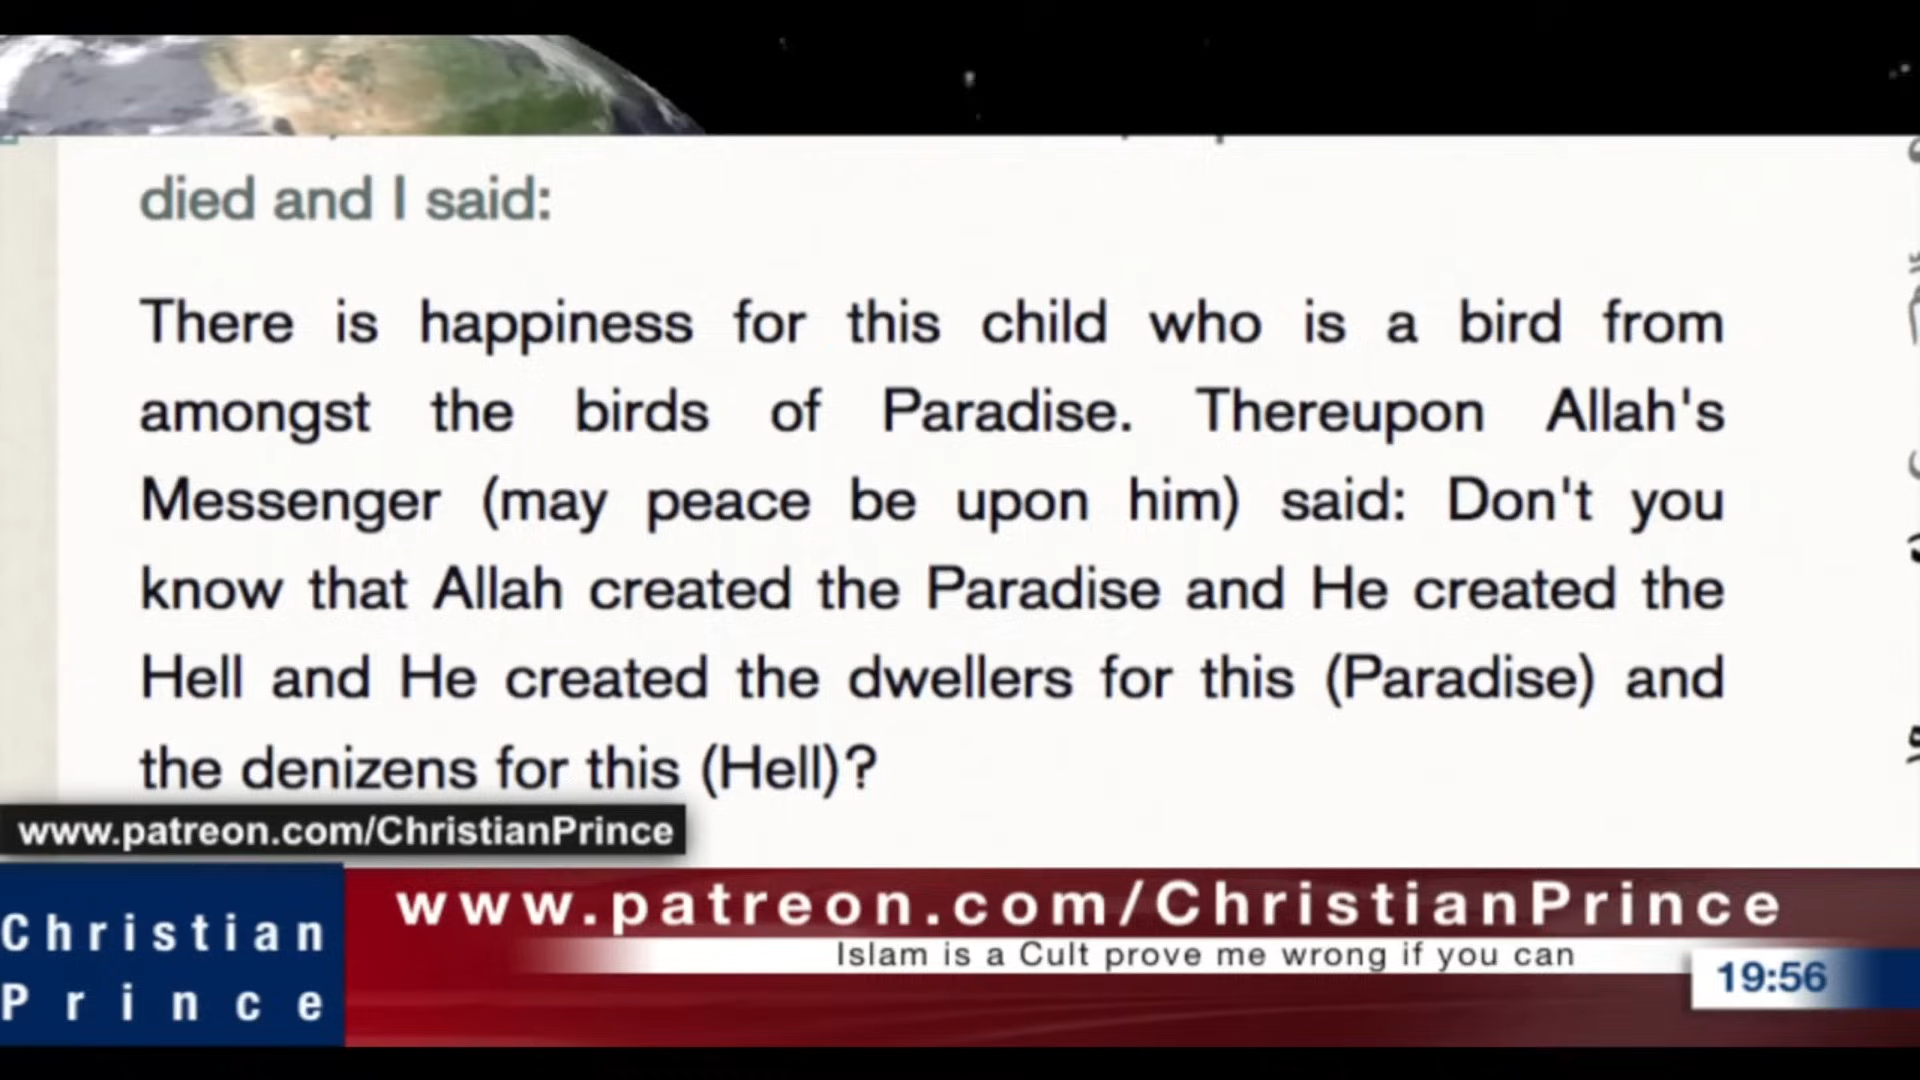 died and I said:
There is happiness for this child who is a bird from
amongst the birds of Paradise. Thereupon Allah's
Messenger (may peace be upon him) said: Don't you
know that Allah created the Paradise and He created the
Hell and He created the dwellers for this (Paradise) and
the denizens for this (Hell)?
www.patreon.com/ChristianPrince
Christian
Prince
www.patreon.com/ChristianPrince
Islam is a Cult prove me wrong if you can
19:56